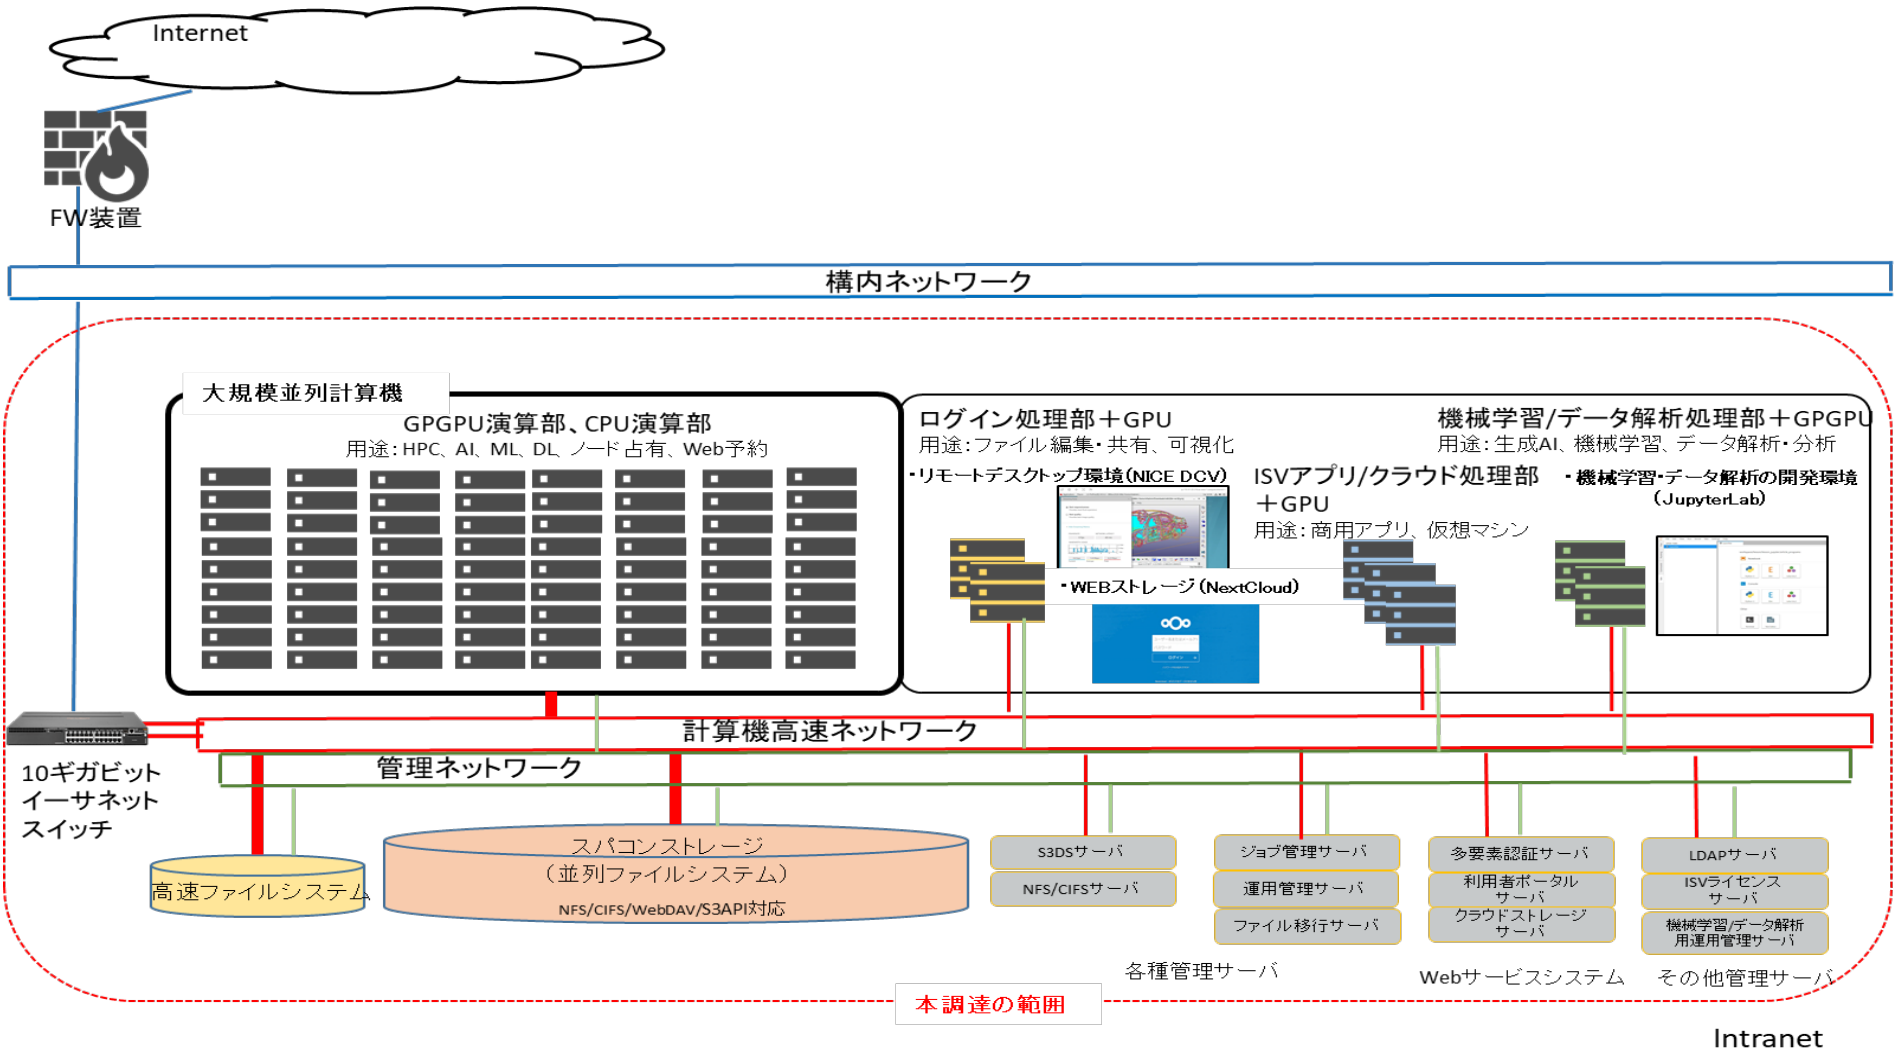 Internet
FW装置
構内ネットワーク
大規模並列計算機
GPGPU演算部、CPU演算部
用途：HPC、AI、ML、DL、ノード占有、Web予約
ログイン処理部＋GPU
用途：ファイル編集・共有、可視化
・リモートデスクトップ環境（NICE DCV）
・WEBストレージ（NextCloud）
ISVアプリ/クラウド処理部
＋GPU
用途：商用アプリ、仮想マシン
機械学習/データ解析処理部＋GPGPU
用途：生成AI、機械学習、データ解析・分析
・機械学習・データ解析の開発環境
（JupyterLab）
計算機高速ネットワーク
管理ネットワーク
10ギガビット
イーサネット
スイッチ
高速ファイルシステム
スパコンストレージ
（並列ファイルシステム）
NFS/CIFS/WebDAV/S3API対応
S3DSサーバ
NFS/CIFSサーバ
ジョブ管理サーバ
運用管理サーバ
ファイル移行サーバ
各種管理サーバ
多要素認証サーバ
利用者ポータル
サーバ
クラウドストレージ
サーバ
Webサービスシステム
LDAPサーバ
ISVライセンス
サーバ
機械学習/データ解析
用運用管理サーバ
その他管理サーバ
本調達の範囲
Intranet